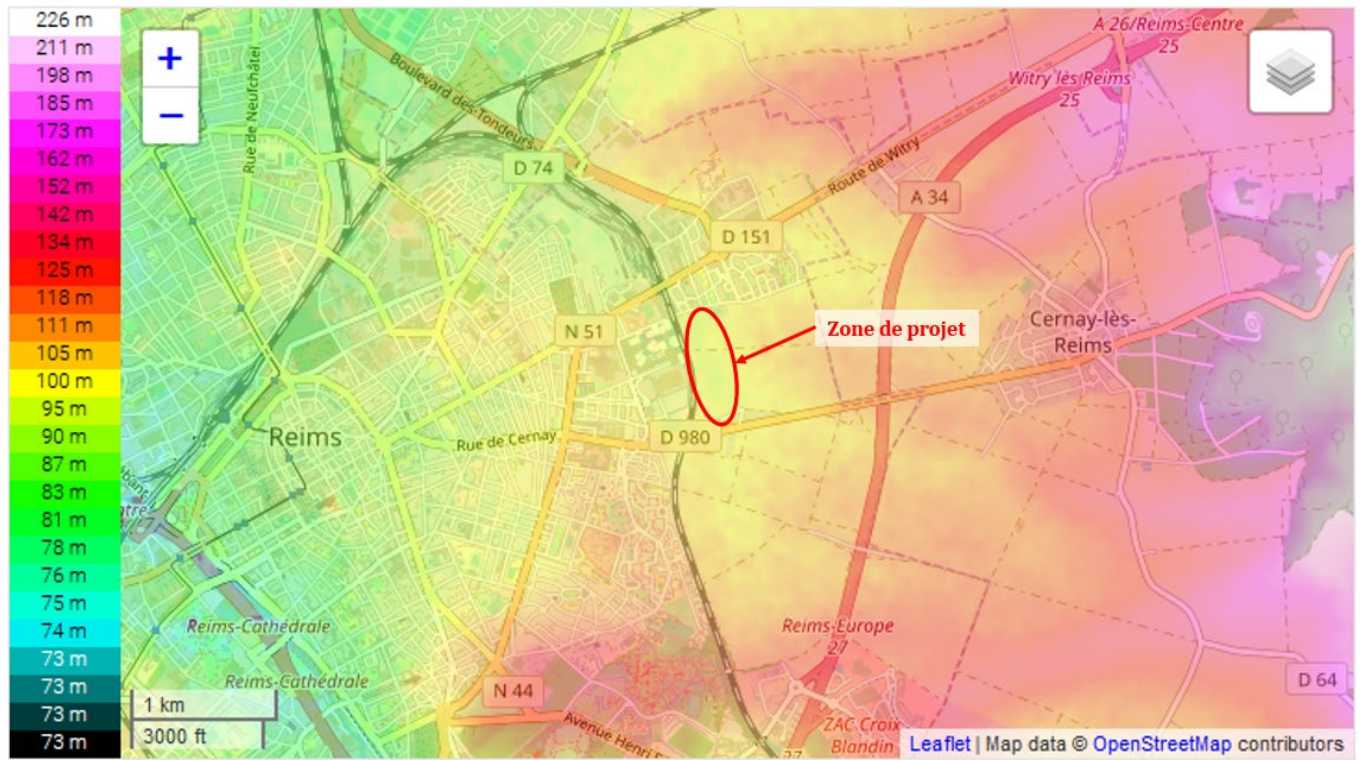 226 m
211 m
198 m
185 m
173 m
162 m
152 m
142 m
134 m
125 m
118 m
111 m
105 m
100 m
95 m
90 m
87 m
83 m
81 m
78 m
76 m
75 m
74 m
73 m
73 m
73 m
73 m
+
−
Rue de Neufchâtel
Boulevard des Tondeurs
A 26/Reims-Centre
25
Witry lès Reims
25
D 74
Route de Witry
A 34
D 151
N 51
Zone de projet
Cernay-lès-
Reims
Reims
Rue de Cernay
D 980
Reims-Cathédrale
Reims-Europe
27
Reims-Cathédrale
N 44
D 64
1 km
3000 ft
Avenue Henri
ZAC Croix
Blandin
27
Leaflet | Map data © OpenStreetMap contributors